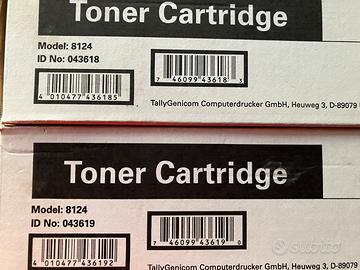 Toner Cartridge
Model: 8124
ID No: 043618
4 010477 436185
7 46099 43618 3
TallyGenicom Computerdrucker GmbH, Heuweg 3, D-89079
Toner Cartridge
Model: 8124
ID No: 043619
4 010477 436192
7 46099 43619 0
TallyGenicom Computerdrucker GmbH, Heuweg 3, D-89079
subito